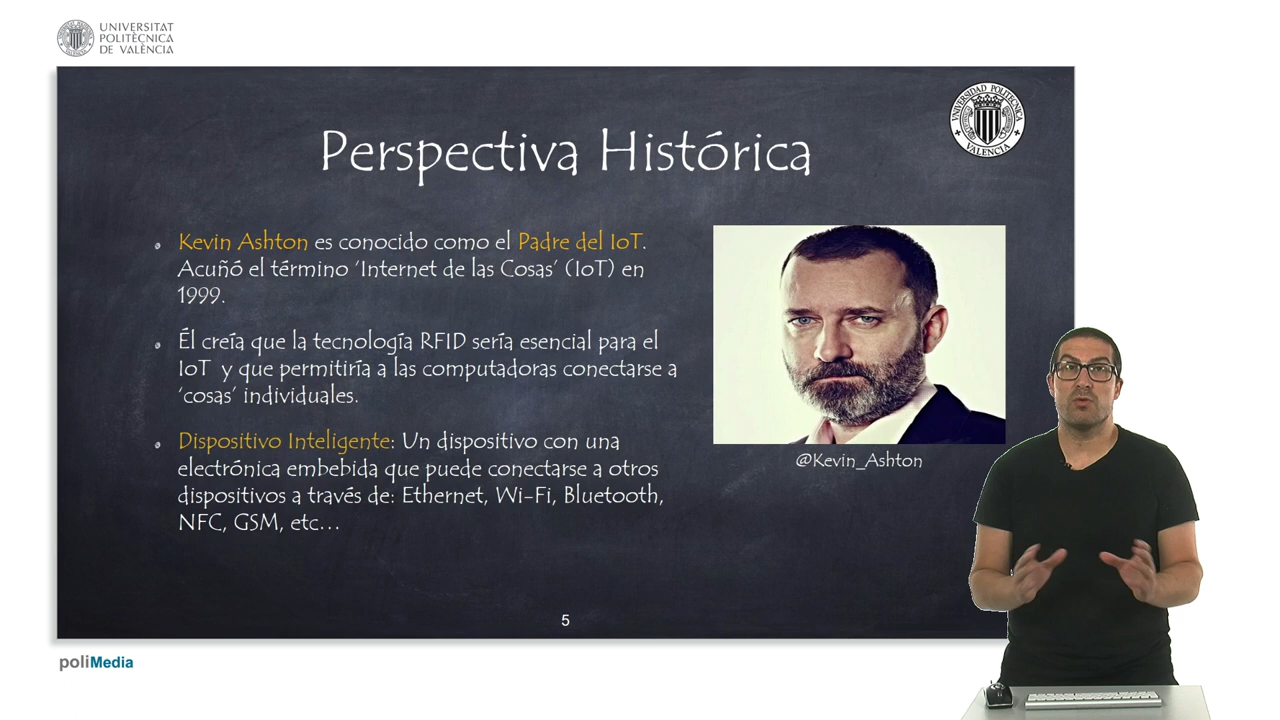 UNIVERSITAT
POLITÈCNICA
DE VALÈNCIA
UNIVERSIDAD POLITECNICA
VALENCIA
Perspectiva Histórica
Kevin Ashton es conocido como el Padre del IoT.
Acuñó el término ‘Internet de las Cosas’ (IoT) en
1999.
Él creía que la tecnología RFID sería esencial para el
IoT y que permitiría a las computadoras conectarse a
‘cosas’ individuales.
Dispositivo Inteligente: Un dispositivo con una
electrónica embebida que puede conectarse a otros
dispositivos a través de: Ethernet, Wi-Fi, Bluetooth,
NFC, GSM, etc...
@Kevin_Ashton
5
poliMedia